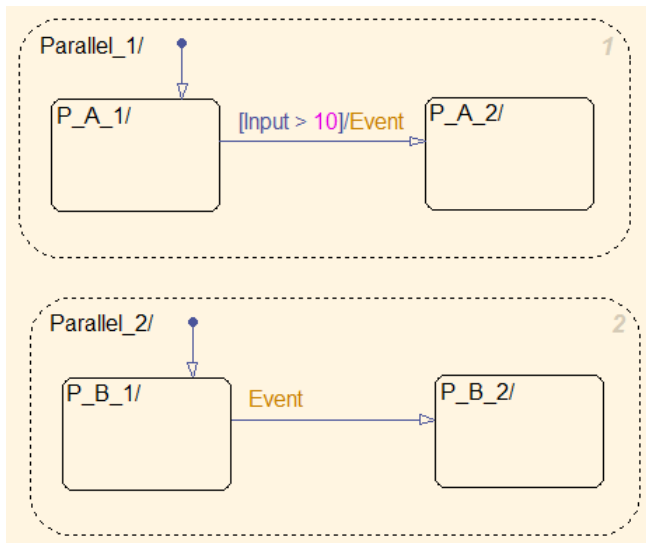 Parallel_1/
1
P_A_1/
[Input > 10]/Event
P_A_2/
Parallel_2/
2
P_B_1/
Event
P_B_2/